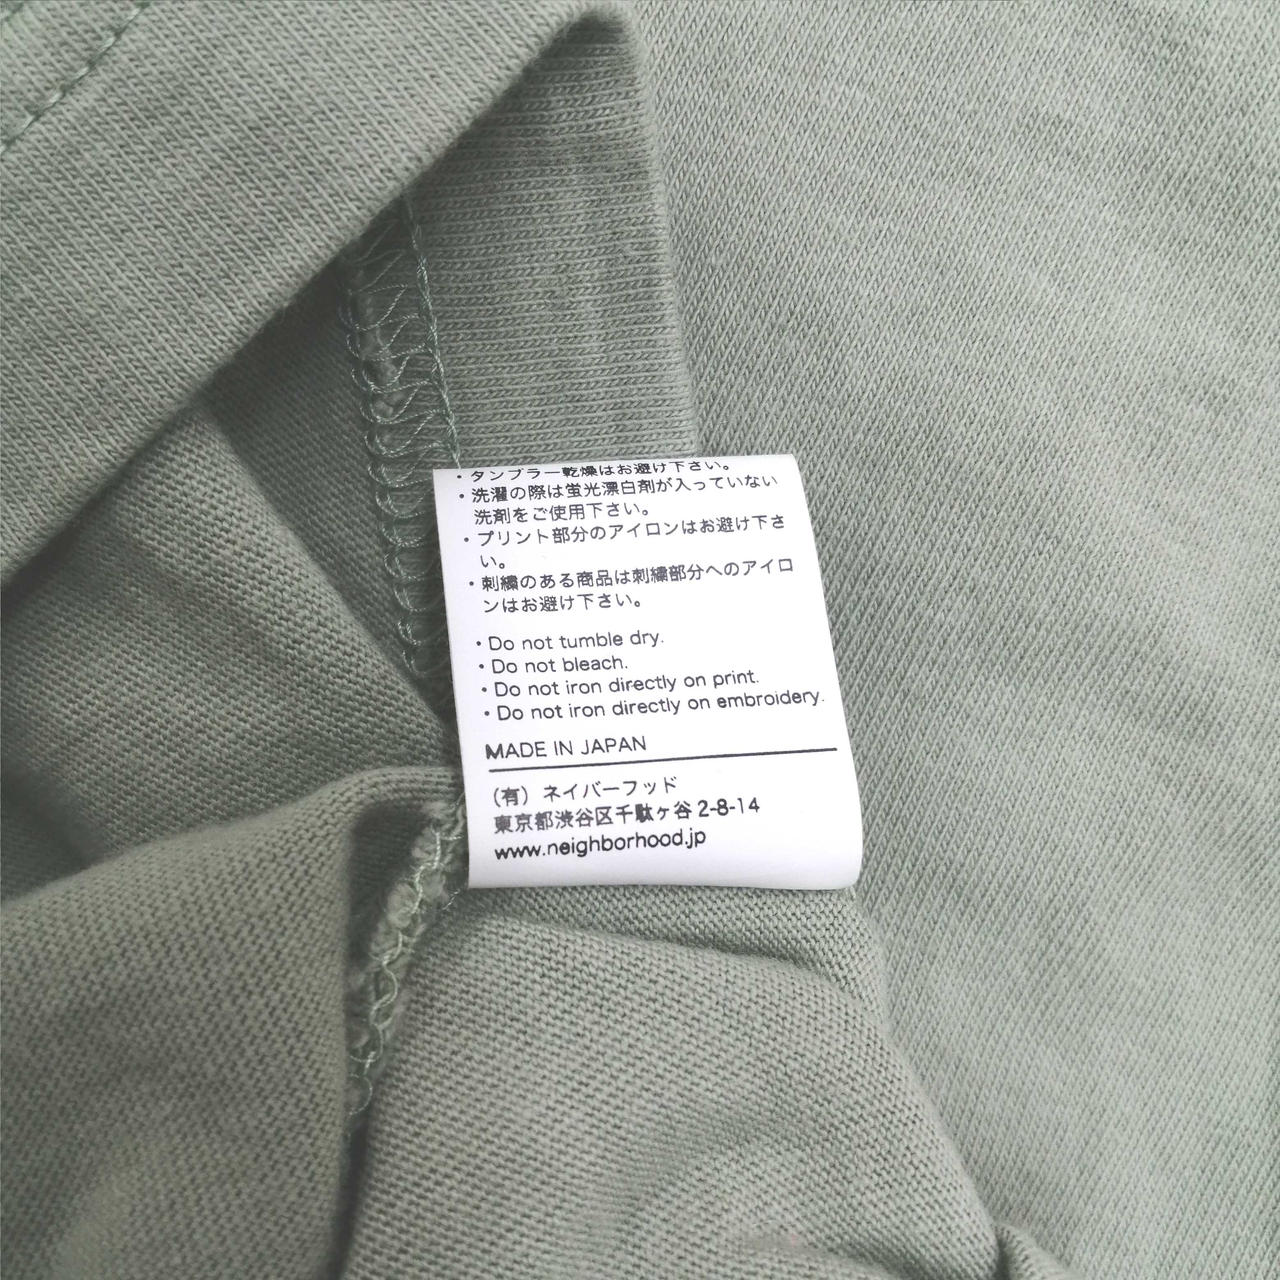 ・タンブラー乾燥はお避け下さい。
・洗濯の際は蛍光漂白剤が入っていない
洗剤をご使用下さい。
・プリント部分のアイロンはお避け下さ
い。
・刺繍のある商品は刺繍部分へのアイロ
ンはお避け下さい。
・Do not tumble dry.
・Do not bleach.
・Do not iron directly on print.
・Do not iron directly on embroidery.
MADE IN JAPAN
(有) ネイバーフッド
東京都渋谷区千駄ヶ谷 2-8-14
www.neighborhood.jp